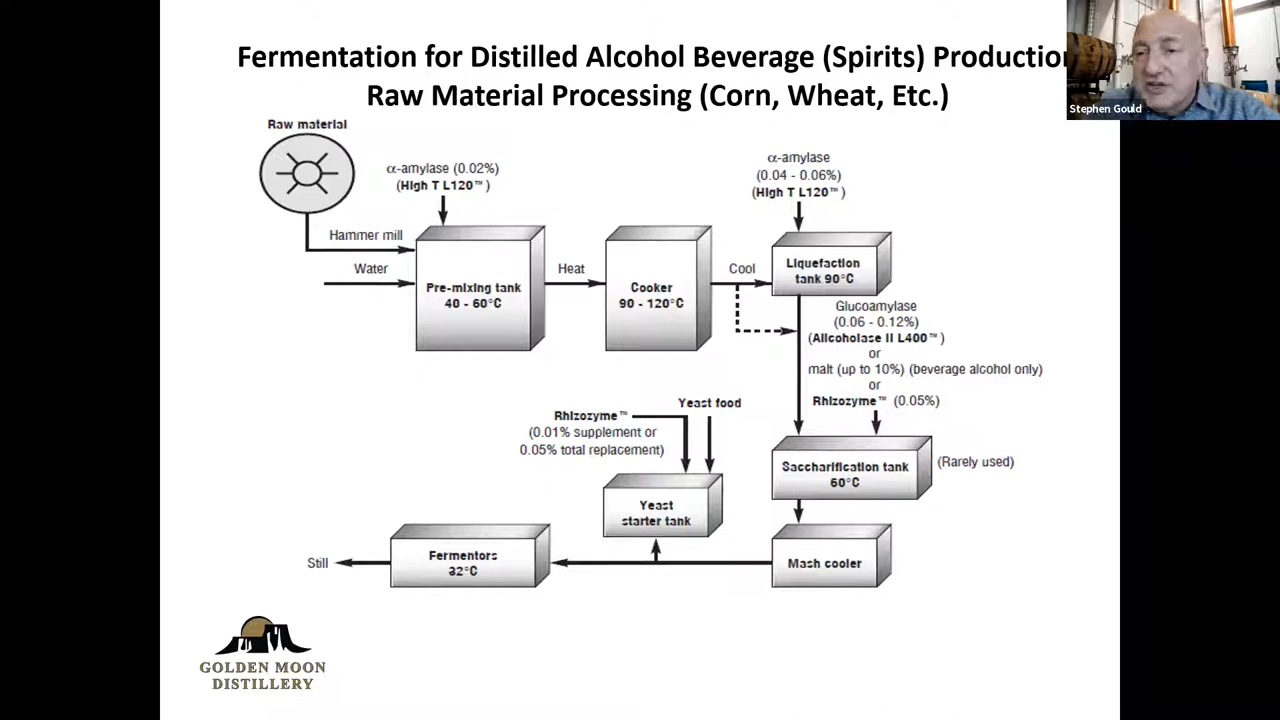 Fermentation for Distilled Alcohol Beverage (Spirits) Productio
Raw Material Processing (Corn, Wheat, Etc.)
Stephen Gould
Raw material
α-amylase (0.02%)
(High T L120™)
α-amylase
(0.04 - 0.06%)
(High T L120™)
Hammer mill
Water
Pre-mixing tank
40 - 60°C
Heat
Cooker
90 - 120°C
Cool
Liquefaction
tank 90°C
Glucoamylase
(0.06 - 0.12%)
(Allcoholase II L400™)
or
malt (up to 10%) (beverage alcohol only)
or
Rhizozyme™ (0.05%)
Yeast food
Rhizozyme™
(0.01% supplement or
0.05% total replacement)
Saccharification tank
60°C
(Rarely used)
Yeast
starter tank
Still
Fermentors
32°C
Mash cooler
GOLDEN MOON
DISTILLERY